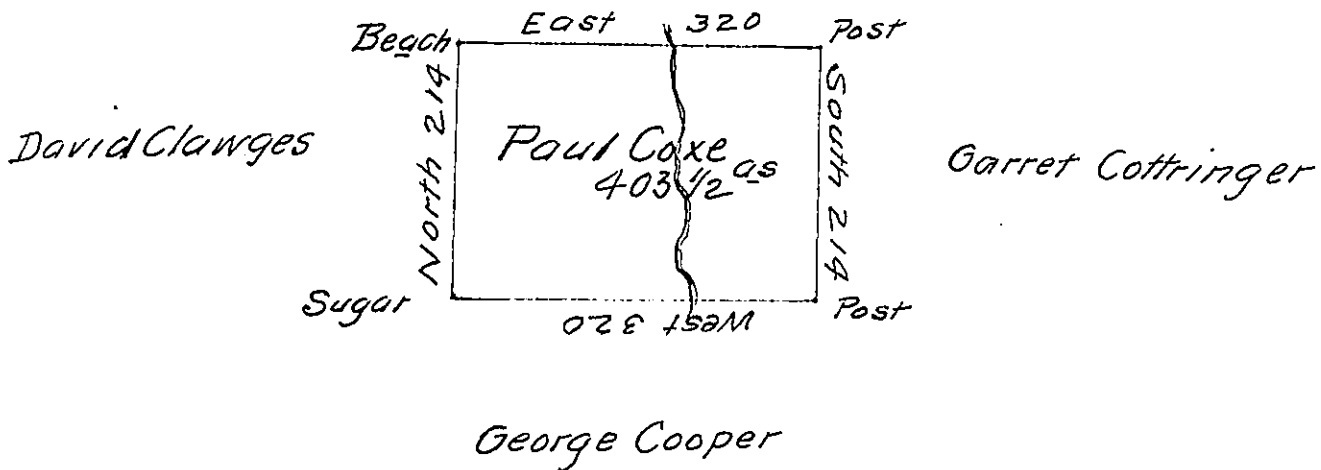 East 320
Beach
Post
North 214
South 214
David Clawges
Paul Coxe
403 1/2 as
Garret Cottringer
Sugar
Post
West 320
George Cooper